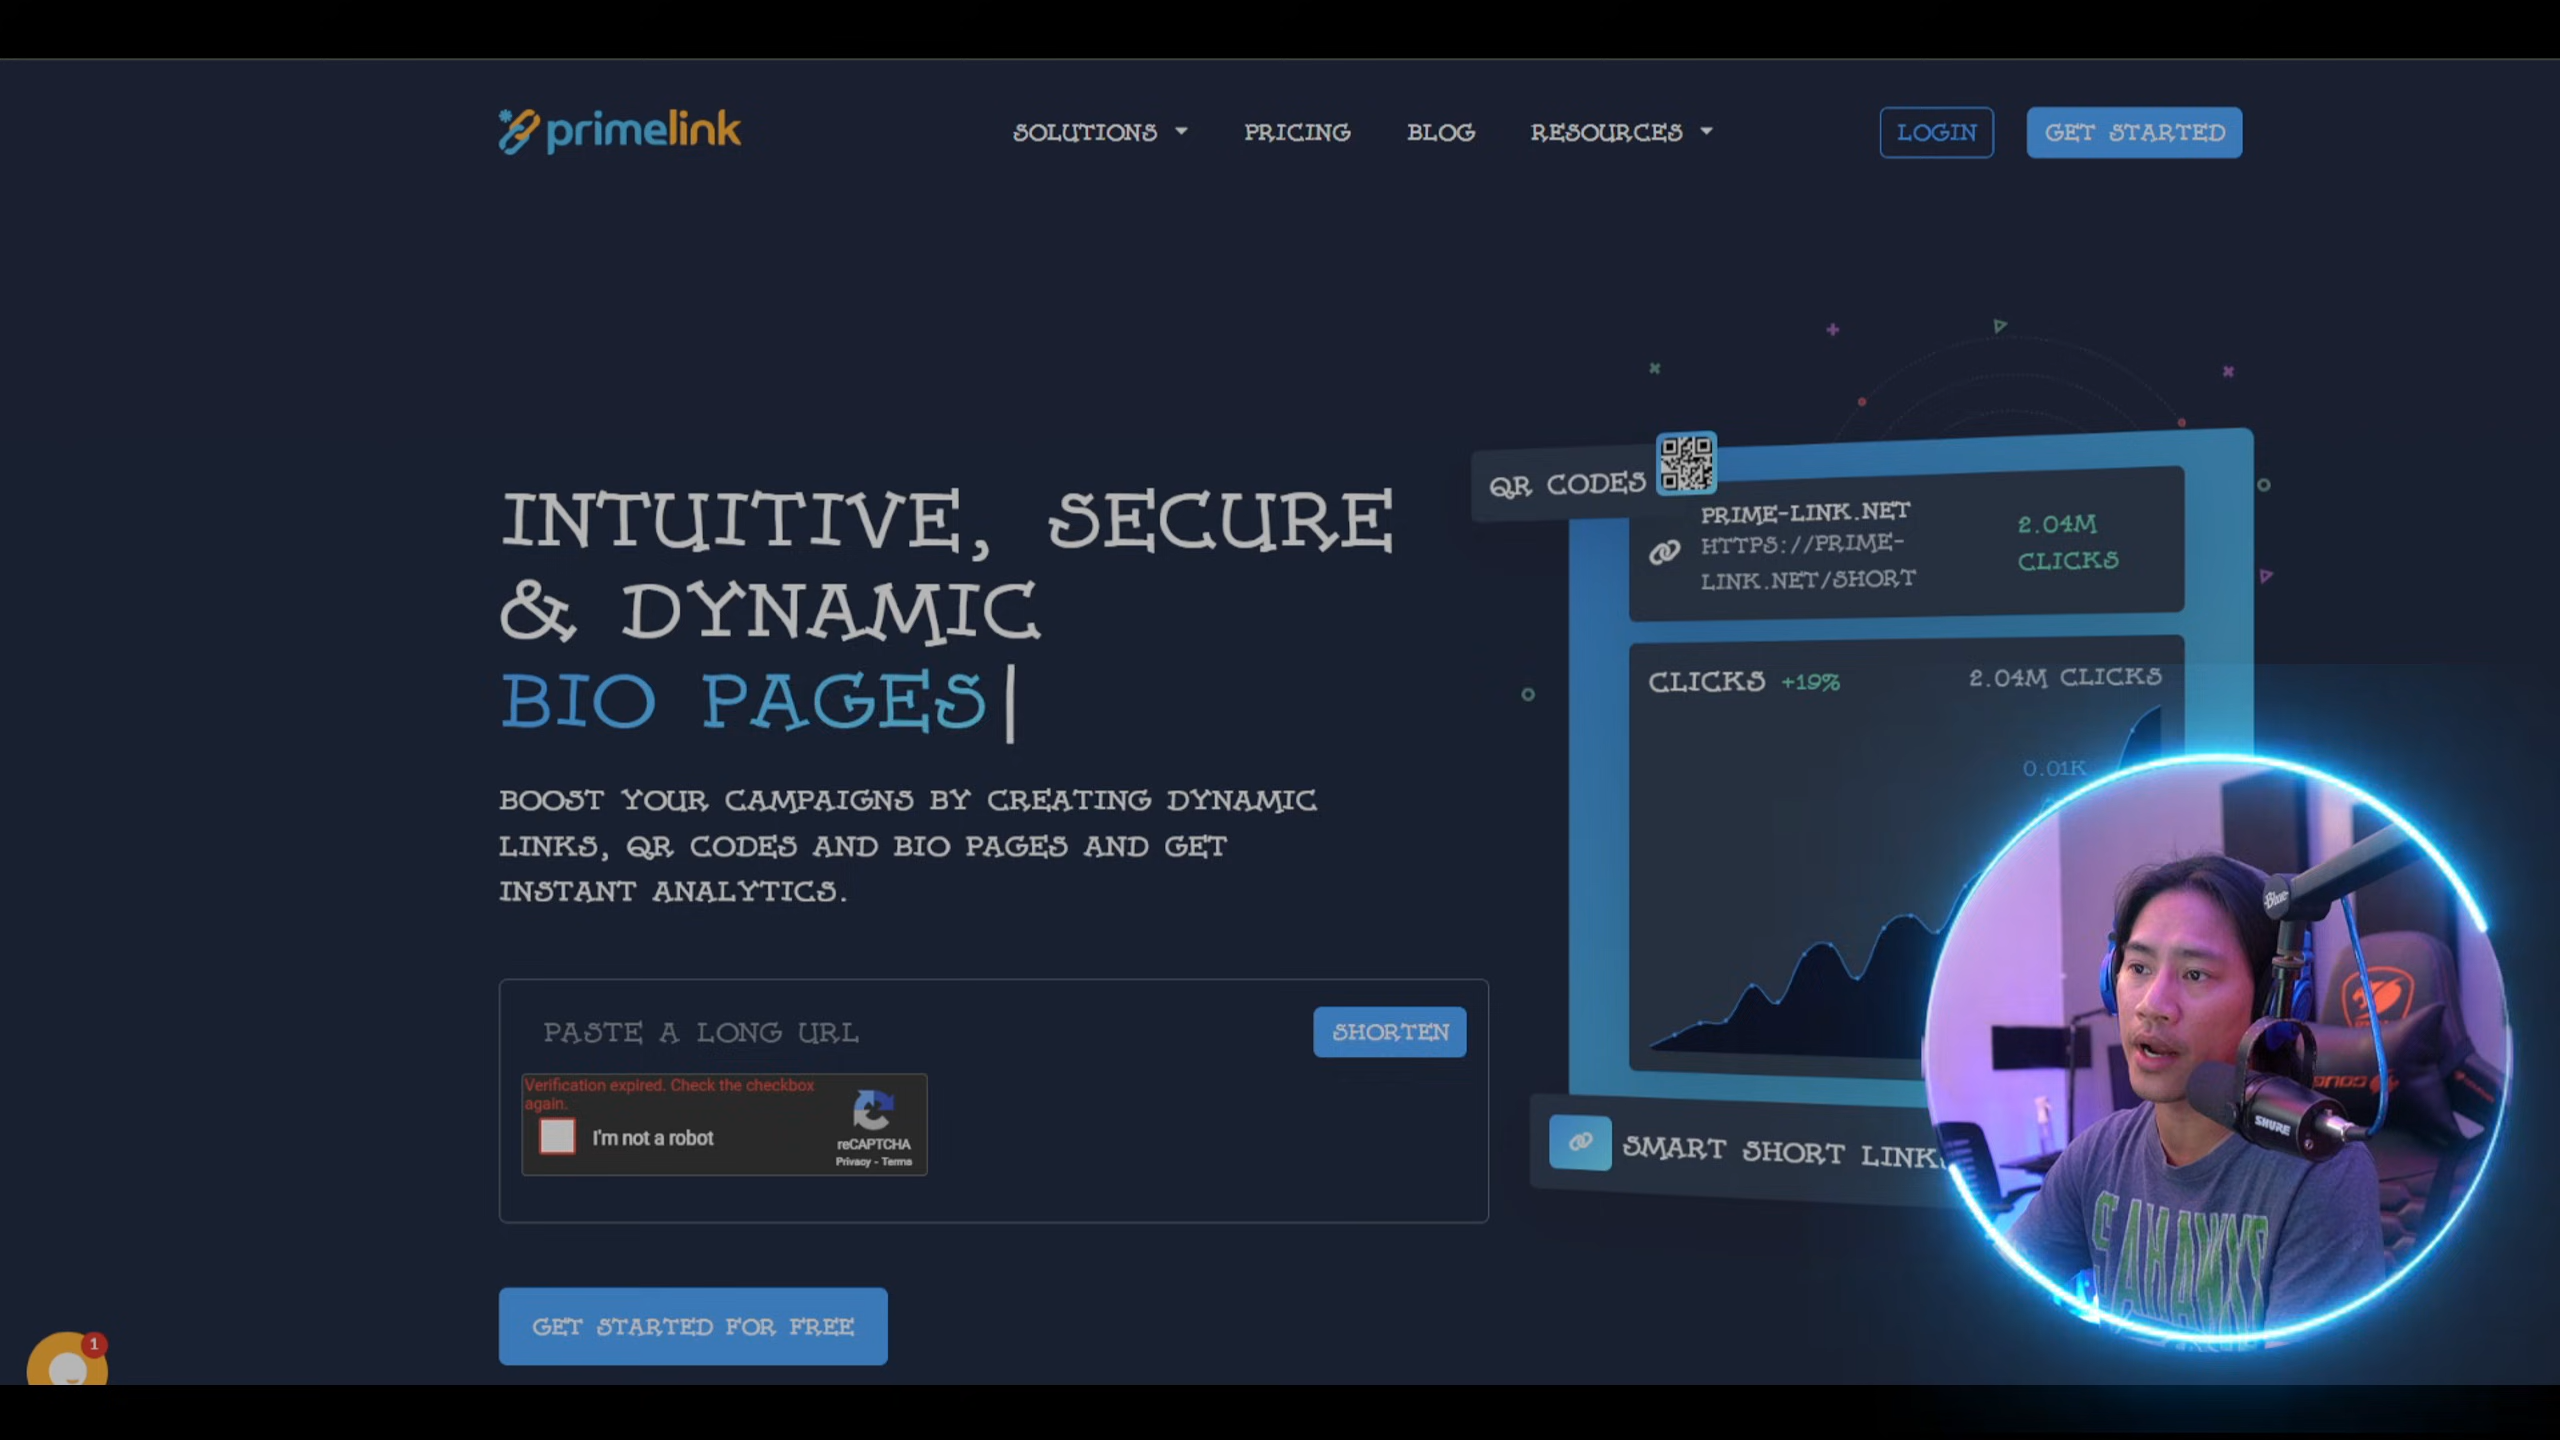 primelink
SOLUTIONS
PRICING
BLOG
RESOURCES
LOGIN
GET STARTED
INTUITIVE, SECURE
& DYNAMIC
BIO PAGES
BOOST YOUR CAMPAIGNS BY CREATING DYNAMIC
LINKS, QR CODES AND BIO PAGES AND GET
INSTANT ANALYTICS.
PASTE A LONG URL
SHORTEN
Verification expired. Check the checkbox
again.
I'm not a robot
reCAPTCHA
Privacy - Terms
GET STARTED FOR FREE
1
QR CODES
PRIME-LINK.NET
HTTPS://PRIME-
LINK.NET/SHORT
2.04M
CLICKS
CLICKS +19%
2.04M CLICKS
0.01K
SMART SHORT LINK
Blue
SHURE